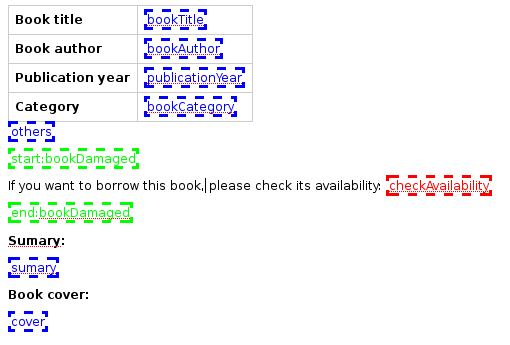 Book title bookTitle
Book author bookAuthor
Publication year publicationYear
Category bookCategory
others
start:bookDamaged
If you want to borrow this book, please check its availability: checkAvailability
end:bookDamaged
Sumary:
sumary
Book cover:
cover